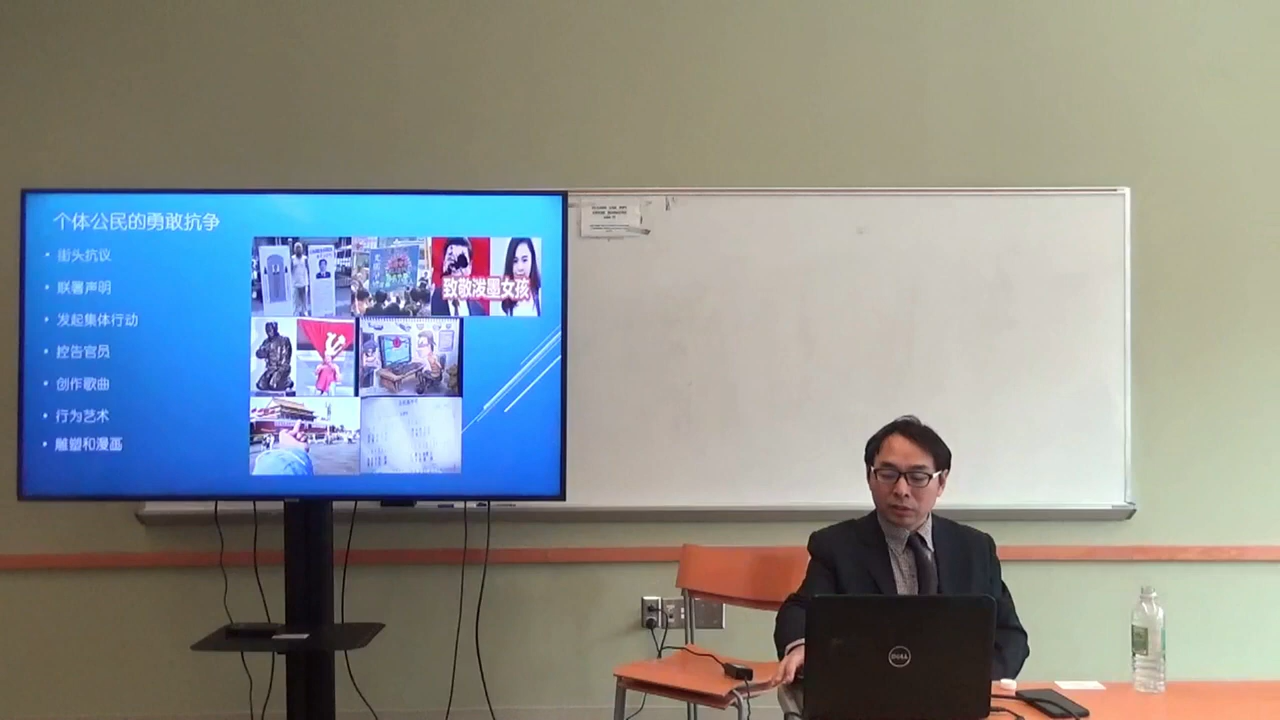 个体公民的勇敢抗争
• 街头抗议
• 联署声明
• 发起集体行动
• 控告官员
• 创作歌曲
• 行为艺术
• 雕塑和漫画
致敬泼墨女孩
DELL